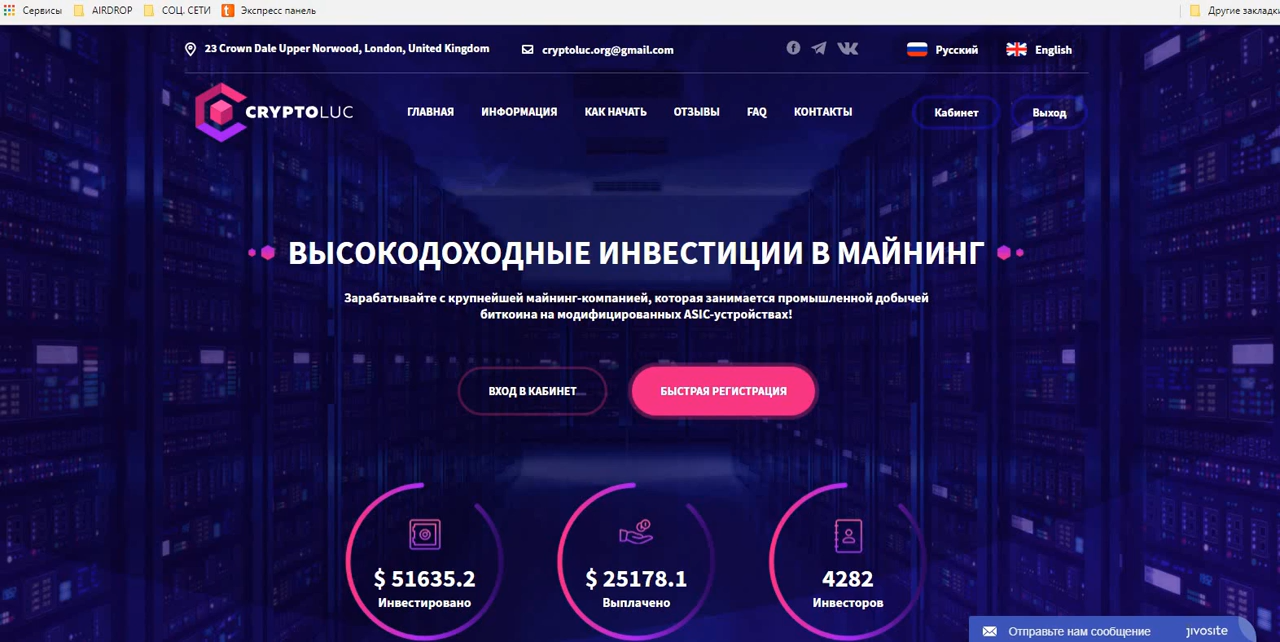 Сервисы AIRDROP СОЦ. СЕТИ Экспресс панель Другие закладки
23 Crown Dale Upper Norwood, London, United Kingdom cryptoluc.org@gmail.com Русский English
CRYPTOLUC ГЛАВНАЯ ИНФОРМАЦИЯ КАК НАЧАТЬ ОТЗЫВЫ FAQ КОНТАКТЫ Кабинет Выход
ВЫСОКОДОХОДНЫЕ ИНВЕСТИЦИИ В МАЙНИНГ
Зарабатывайте с крупнейшей майнинг-компанией, которая занимается промышленной добычей
биткоина на модифицированных ASIC-устройствах!
ВХОД В КАБИНЕТ БЫСТРАЯ РЕГИСТРАЦИЯ
$ 51635.2 $ 25178.1 4282
Инвестировано Выплачено Инвесторов
Отправьте нам сообщение jivosite